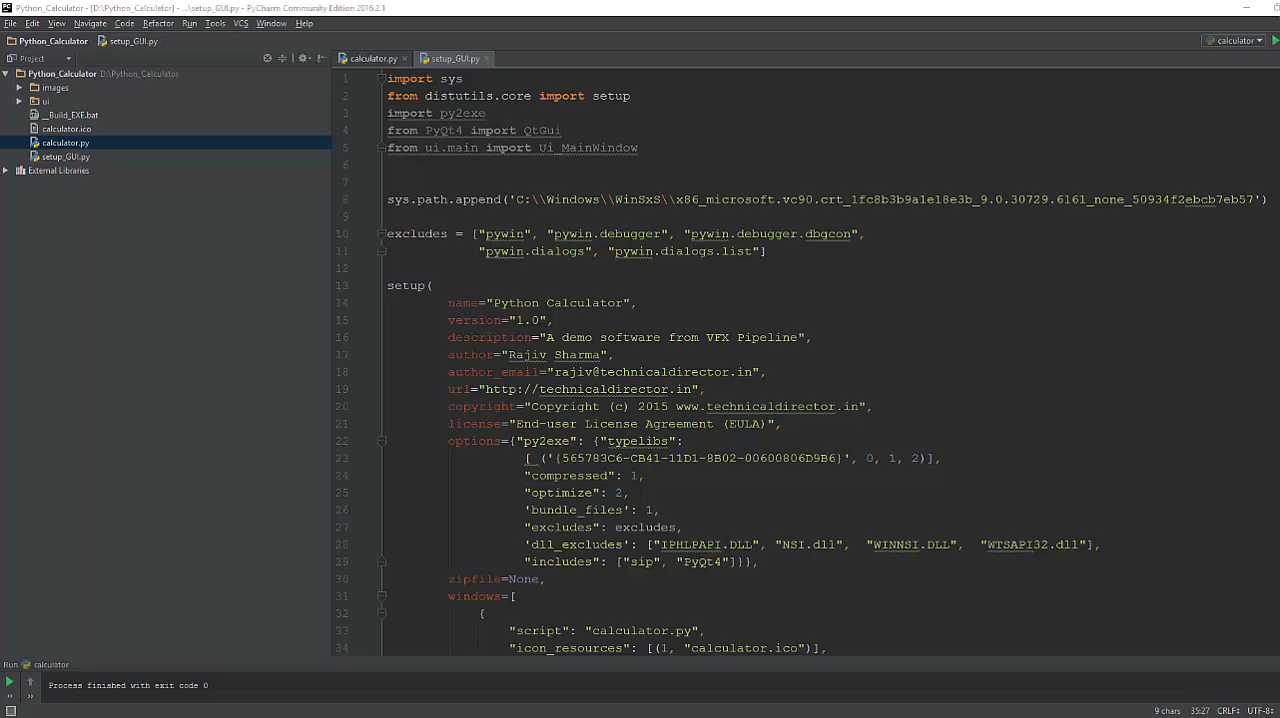 Python_Calculator - [D:\Python_Calculator] - ...\setup_GUI.py - PyCharm Community Edition 2016.2.1
File Edit View Navigate Code Refactor Run Tools VCS Window Help
Python_Calculator setup_GUI.py calculator
Project calculator.py setup_GUI.py
Python_Calculator D:\Python_Calculator
images
ui
__Build_EXE.bat
calculator.ico
calculator.py
setup_GUI.py
External Libraries
1 import sys
2 from distutils.core import setup
3 import py2exe
4 from PyQt4 import QtGui
5 from ui.main import Ui_MainWindow
6
7
8 sys.path.append('C:\\Windows\\WinSxS\\x86_microsoft.vc90.crt_1fc8b3b9a1e18e3b_9.0.30729.6161_none_50934f2ebcb7eb57')
9
10 excludes = ["pywin", "pywin.debugger", "pywin.debugger.dbgcon",
11 "pywin.dialogs", "pywin.dialogs.list"]
12
13 setup(
14 name="Python Calculator",
15 version="1.0",
16 description="A demo software from VFX Pipeline",
17 author="Rajiv Sharma",
18 author_email="rajiv@technicaldirector.in",
19 url="http://technicaldirector.in",
20 copyright="Copyright (c) 2015 www.technicaldirector.in",
21 license="End-user License Agreement (EULA)",
22 options={"py2exe": {"typelibs":
23 [ ('{565783C6-CB41-11D1-8B02-00600806D9B6}', 0, 1, 2)],
24 "compressed": 1,
25 "optimize": 2,
26 'bundle_files': 1,
27 "excludes": excludes,
28 'dll_excludes': ["IPHLPAPI.DLL", "NSI.dll", "WINNSI.DLL", "WTSAPI32.dll"],
29 "includes": ["sip", "PyQt4"]}},
30 zipfile=None,
31 windows=[
32 {
33 "script": "calculator.py",
34 "icon_resources": [(1, "calculator.ico")],
Run calculator
Process finished with exit code 0
9 chars 35:27 CRLF÷ UTF-8÷